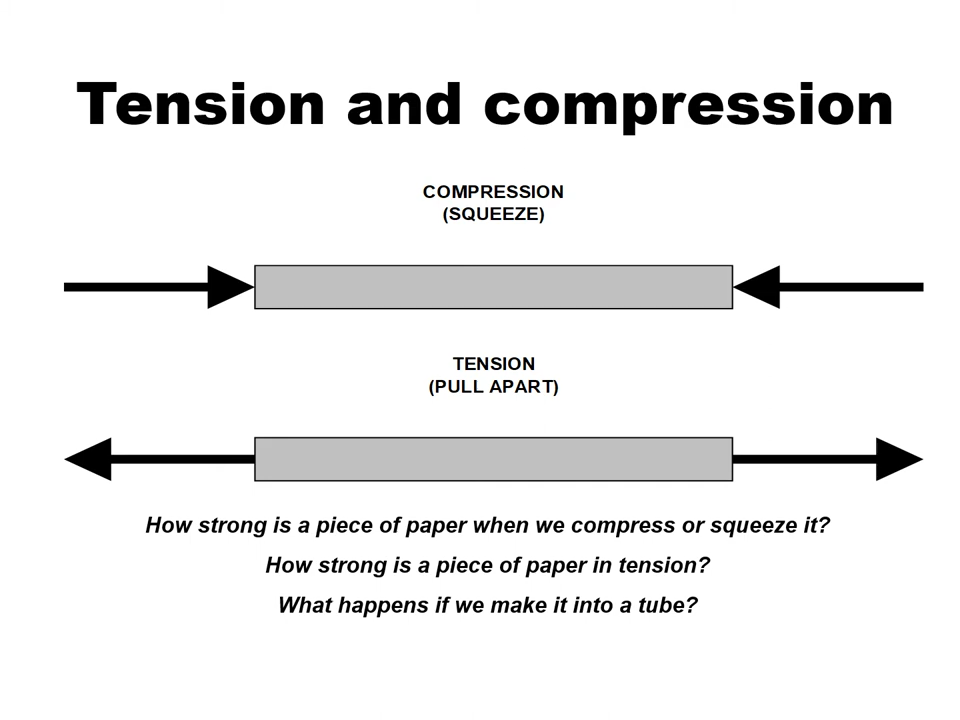 Tension and compression
COMPRESSION
(SQUEEZE)
TENSION
(PULL APART)
How strong is a piece of paper when we compress or squeeze it?
How strong is a piece of paper in tension?
What happens if we make it into a tube?